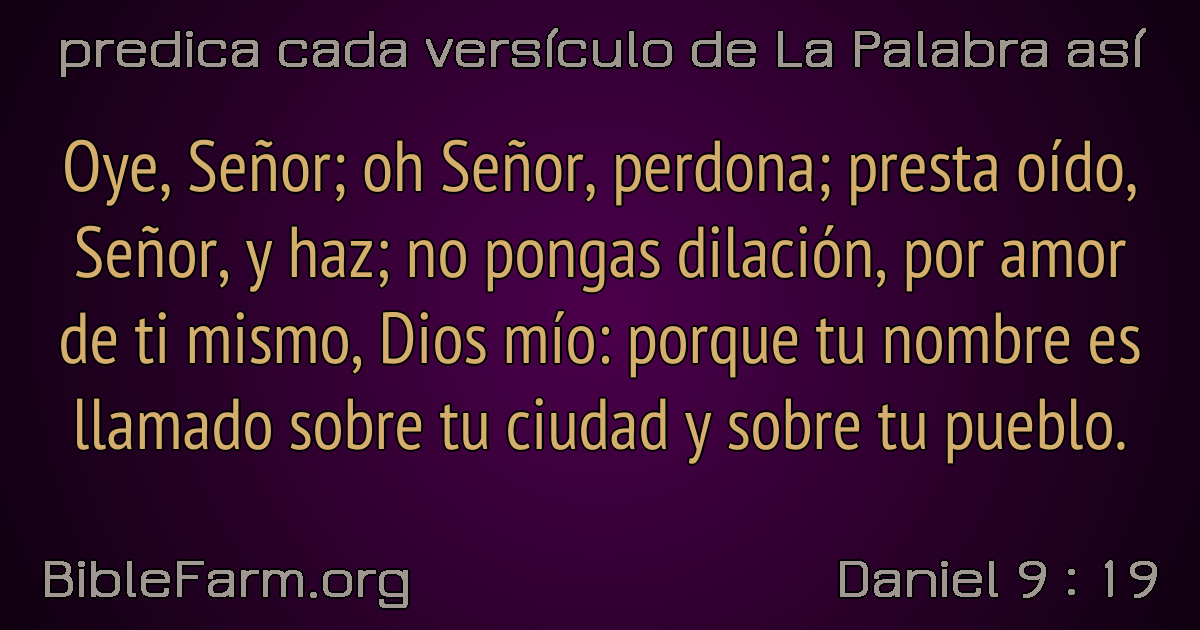 predica cada versículo de La Palabra así
Oye, Señor; oh Señor, perdona; presta oído,
Señor, y haz; no pongas dilación, por amor
de ti mismo, Dios mío: porque tu nombre es
llamado sobre tu ciudad y sobre tu pueblo.
BibleFarm.org
Daniel 9 : 19